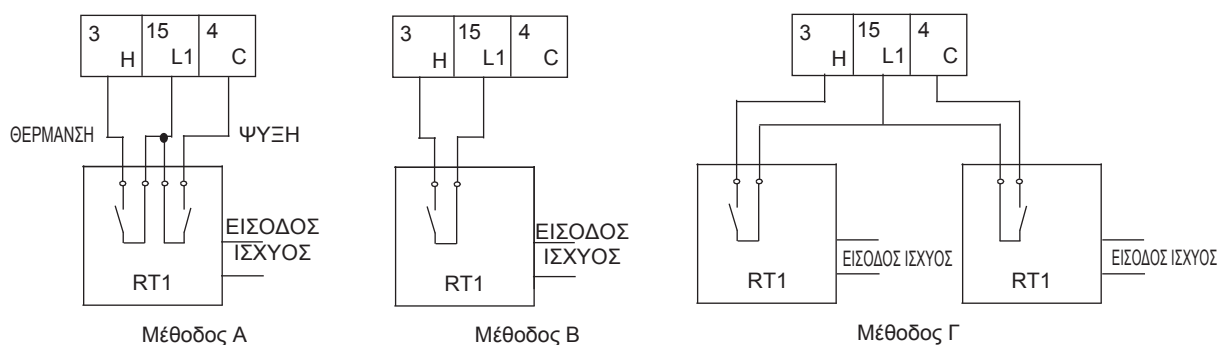 3 H 15 L1 4 C
ΘΕΡΜΑΝΣΗ
ΨΥΞΗ
ΕΙΣΟΔΟΣ
ΙΣΧΥΟΣ
RT1
Μέθοδος Α
3 H 15 L1 4 C
ΕΙΣΟΔΟΣ
ΙΣΧΥΟΣ
RT1
Μέθοδος Β
3 H 15 L1 4 C
ΕΙΣΟΔΟΣ ΙΣΧΥΟΣ
RT1
ΕΙΣΟΔΟΣ ΙΣΧΥΟΣ
RT1
Μέθοδος Γ